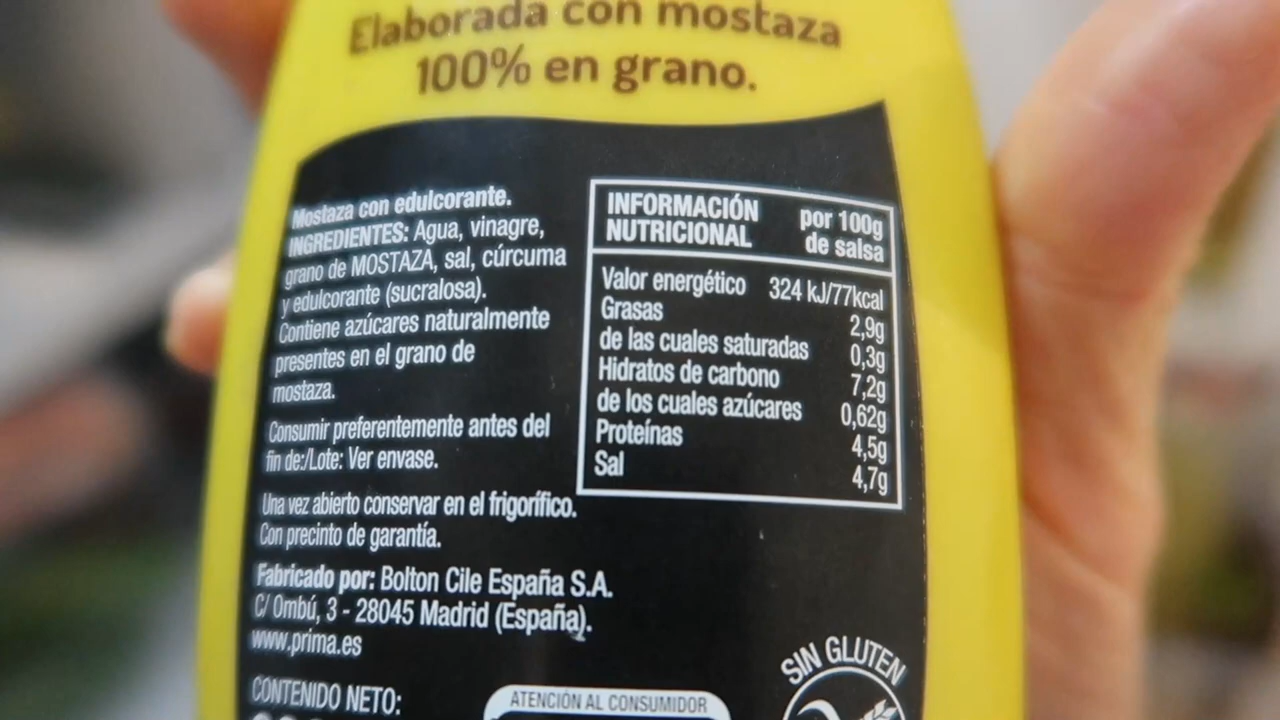 Elaborada con mostaza
100% en grano.
Mostaza con edulcorante.
INGREDIENTES: Agua, vinagre,
grano de MOSTAZA, sal, cúrcuma
y edulcorante (sucralosa).
Contiene azúcares naturalmente
presentes en el grano de
mostaza.
Consumir preferentemente antes del
fin de:/Lote: Ver envase.
Una vez abierto conservar en el frigorífico.
Con precinto de garantía.
Fabricado por: Bolton Cile España S.A.
C/ Ombú, 3 - 28045 Madrid (España).
www.prima.es
CONTENIDO NETO:
INFORMACIÓN NUTRICIONAL
por 100g
de salsa
Valor energético 324 kJ/77kcal
Grasas 2,9g
de las cuales saturadas 0,3g
Hidratos de carbono 7,2g
de los cuales azúcares 0,62g
Proteínas 4,5g
Sal 4,7g
ATENCIÓN AL CONSUMIDOR
SIN GLUTEN